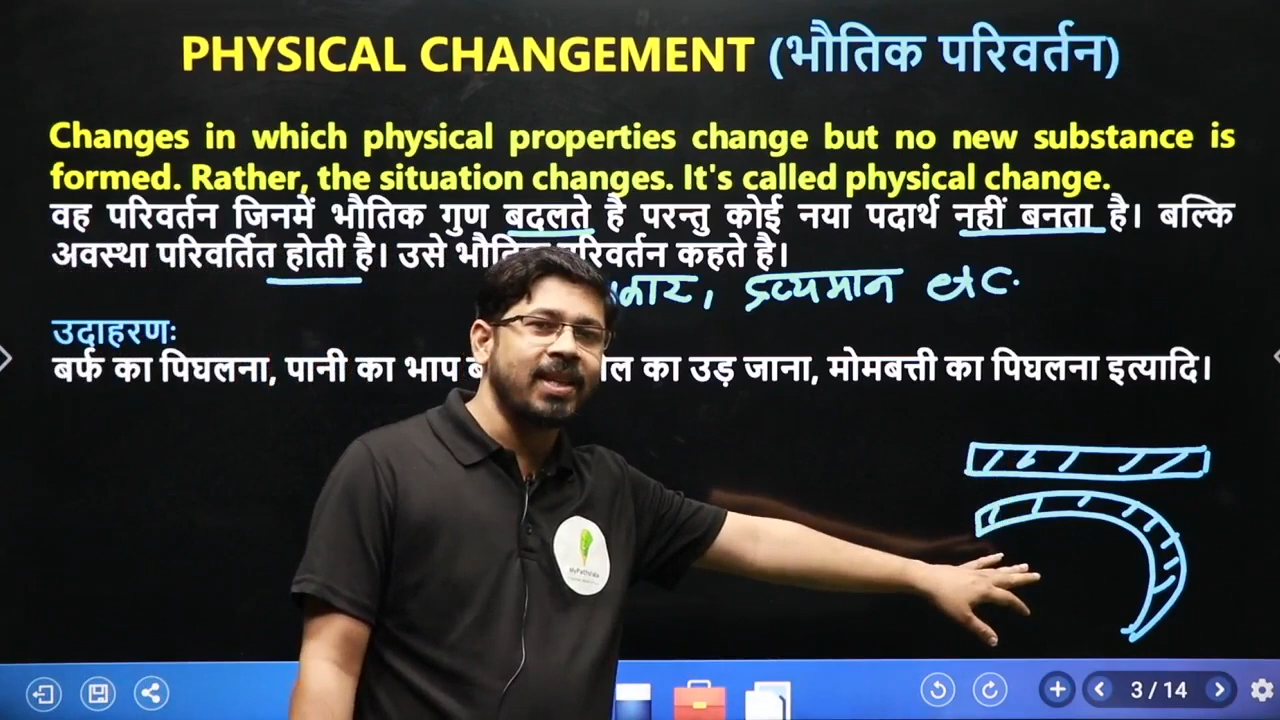 PHYSICAL CHANGEMENT (भौतिक परिवर्तन)
Changes in which physical properties change but no new substance is
formed. Rather, the situation changes. It's called physical change.
वह परिवर्तन जिनमें भौतिक गुण बदलते है परन्तु कोई नया पदार्थ नहीं बनता है। बल्कि
अवस्था परिवर्तित होती है। उसे परिवर्तन कहते है।
द्रव्यमान etc.
उदाहरणः
बर्फ का पिघलना, पानी का भाप का उड़ जाना, मोमबत्ती का पिघलना इत्यादि।
3 / 14